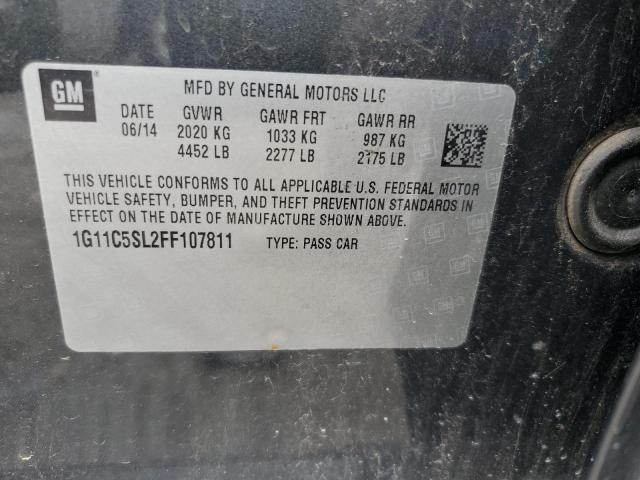 GM
MFD BY GENERAL MOTORS LLC
DATE GVWR GAWR FRT GAWR RR
06/14 2020 KG 1033 KG 987 KG
4452 LB 2277 LB 2175 LB
THIS VEHICLE CONFORMS TO ALL APPLICABLE U.S. FEDERAL MOTOR
VEHICLE SAFETY, BUMPER, AND THEFT PREVENTION STANDARDS IN
EFFECT ON THE DATE OF MANUFACTURE SHOWN ABOVE.
1G11C5SL2FF107811 TYPE: PASS CAR